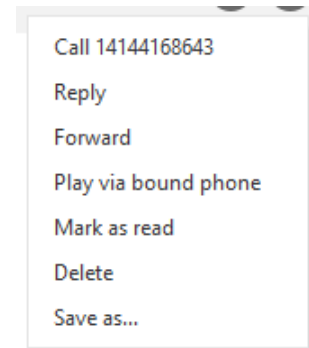 Call 14144168643
Reply
Forward
Play via bound phone
Mark as read
Delete
Save as...